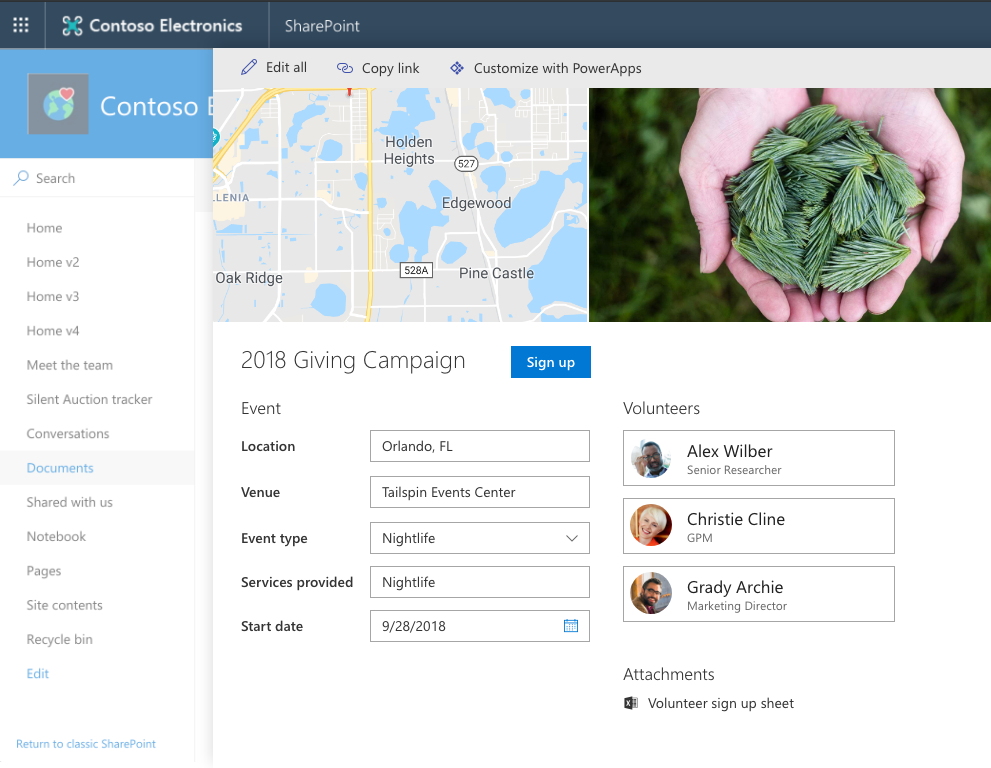 Contoso Electronics
SharePoint
Edit all
Copy link
Customize with PowerApps
Contoso E
Search
Home
Home v2
Home v3
Home v4
Meet the team
Silent Auction tracker
Conversations
Documents
Shared with us
Notebook
Pages
Site contents
Recycle bin
Edit
Return to classic SharePoint
Holden
Heights
527
LLENIA
Edgewood
528A
Oak Ridge
Pine Castle
2018 Giving Campaign
Sign up
Event
Location
Orlando, FL
Venue
Tailspin Events Center
Event type
Nightlife
Services provided
Nightlife
Start date
9/28/2018
Volunteers
Alex Wilber
Senior Researcher
Christie Cline
GPM
Grady Archie
Marketing Director
Attachments
Volunteer sign up sheet